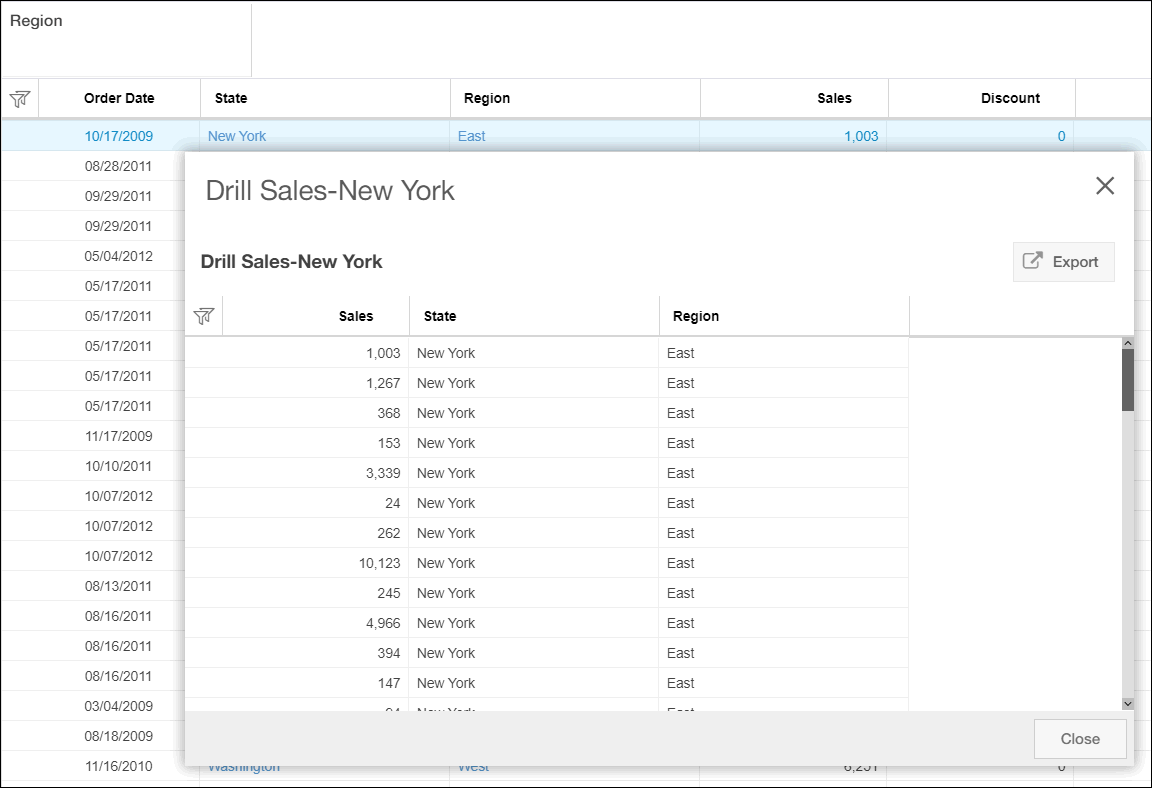 Region
Order Date State Region Sales Discount
10/17/2009 New York East 1,003 0
08/28/2011
Drill Sales-New York
09/29/2011
09/29/2011
05/04/2012 Drill Sales-New York Export
05/17/2011
05/17/2011 Sales State Region
05/17/2011 1,003 New York East
05/17/2011 1,267 New York East
05/17/2011 368 New York East
11/17/2009 153 New York East
10/10/2011 3,339 New York East
10/07/2012 24 New York East
10/07/2012 262 New York East
10/07/2012 10,123 New York East
08/13/2011 245 New York East
08/16/2011 4,966 New York East
08/16/2011 394 New York East
08/16/2011 147 New York East
03/04/2009 New York East
08/18/2009 Close
11/16/2010 Washington West 0